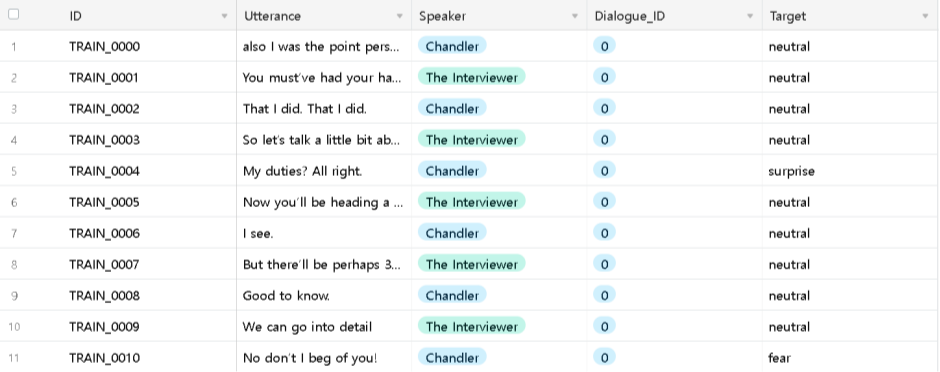 ID Utterance Speaker Dialogue_ID Target
1 TRAIN_0000 also I was the point pers... Chandler 0 neutral
2 TRAIN_0001 You must've had your ha... The Interviewer 0 neutral
3 TRAIN_0002 That I did. That I did. Chandler 0 neutral
4 TRAIN_0003 So let's talk a little bit ab... The Interviewer 0 neutral
5 TRAIN_0004 My duties? All right. Chandler 0 surprise
6 TRAIN_0005 Now you'll be heading a ... The Interviewer 0 neutral
7 TRAIN_0006 I see. Chandler 0 neutral
8 TRAIN_0007 But there'll be perhaps 3... The Interviewer 0 neutral
9 TRAIN_0008 Good to know. Chandler 0 neutral
10 TRAIN_0009 We can go into detail The Interviewer 0 neutral
11 TRAIN_0010 No don't I beg of you! Chandler 0 fear